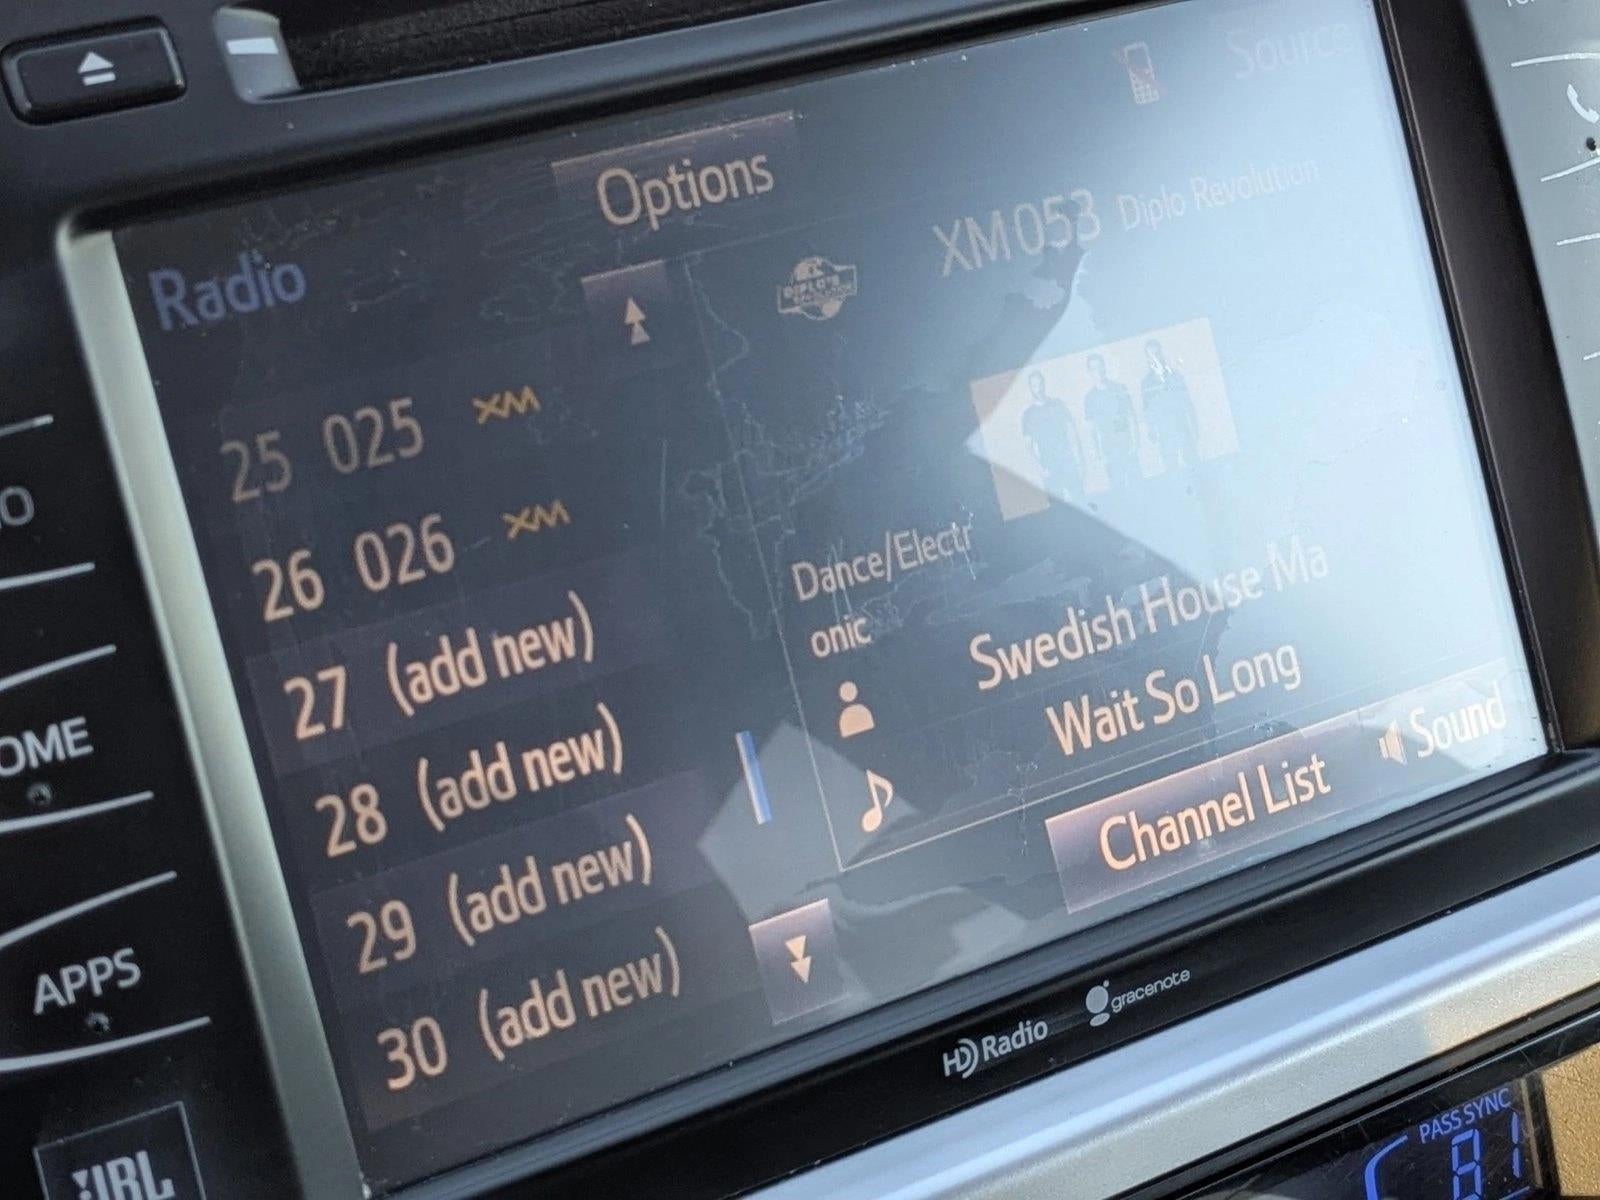 Source
Options
XM053 Diplo Revolution
Radio
DIPLO'S
25 025 XM
26 026 XM
27 (add new)
28 (add new)
29 (add new)
30 (add new)
Dance/Electr
onic
Swedish House Ma
Wait So Long
Channel List
Sound
OME
APPS
HD Radio
gracenote
JBL
PASS SYNC
81